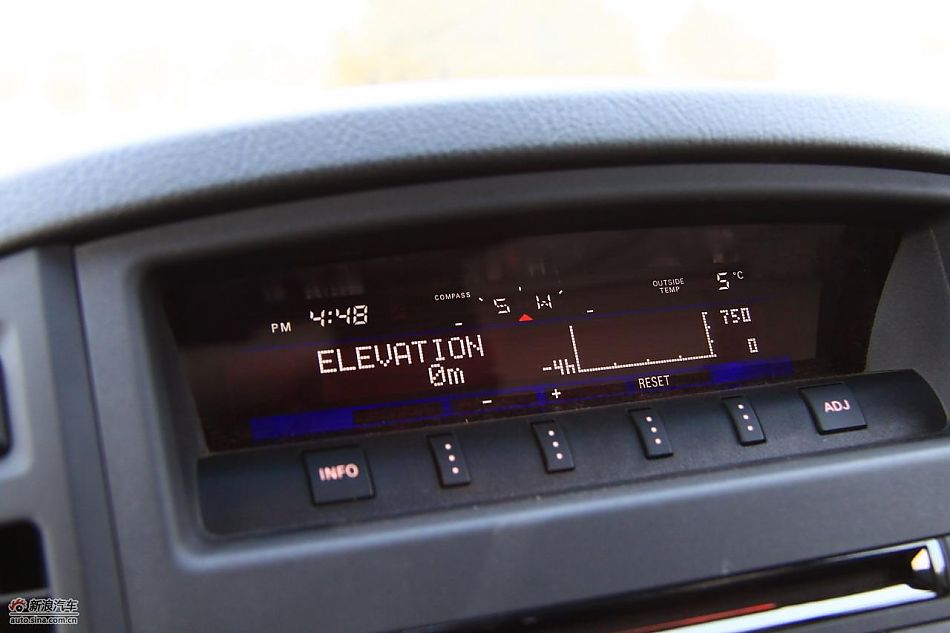 PM 4:48
COMPASS
S W
OUTSIDE
TEMP
5 °C
ELEVATION
0m
-4h
750
0
- + RESET
INFO
ADJ
新浪汽车
auto.sina.com.cn